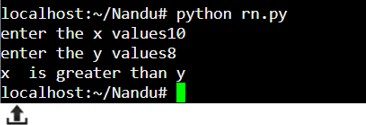 localhost:~/Nandu# python rn.py
enter the x values10
enter the y values8
x  is greater than y
localhost:~/Nandu#